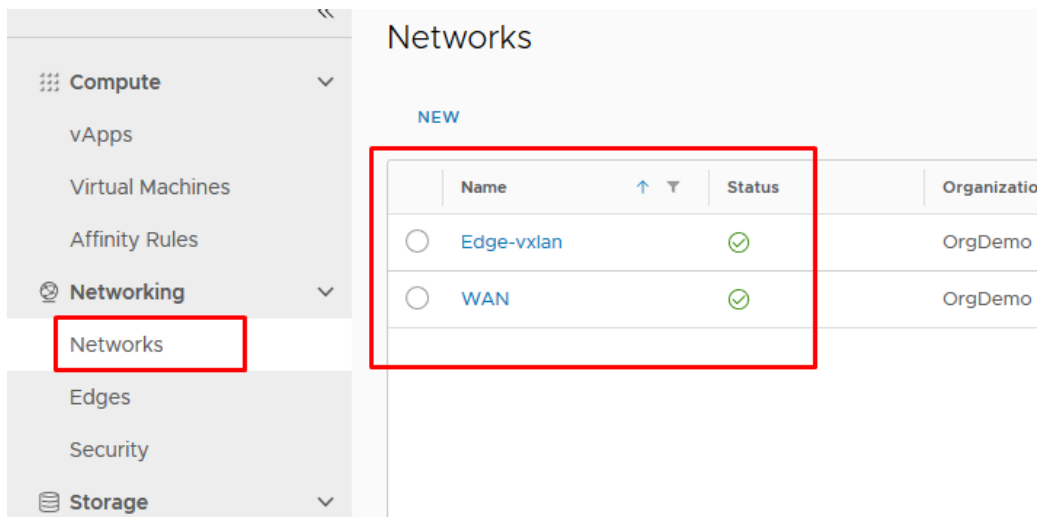 Compute
vApps
Virtual Machines
Affinity Rules
Networking
Networks
Edges
Security
Storage
Networks
NEW
Name Status Organizatio
Edge-vxlan OrgDemo
WAN OrgDemo